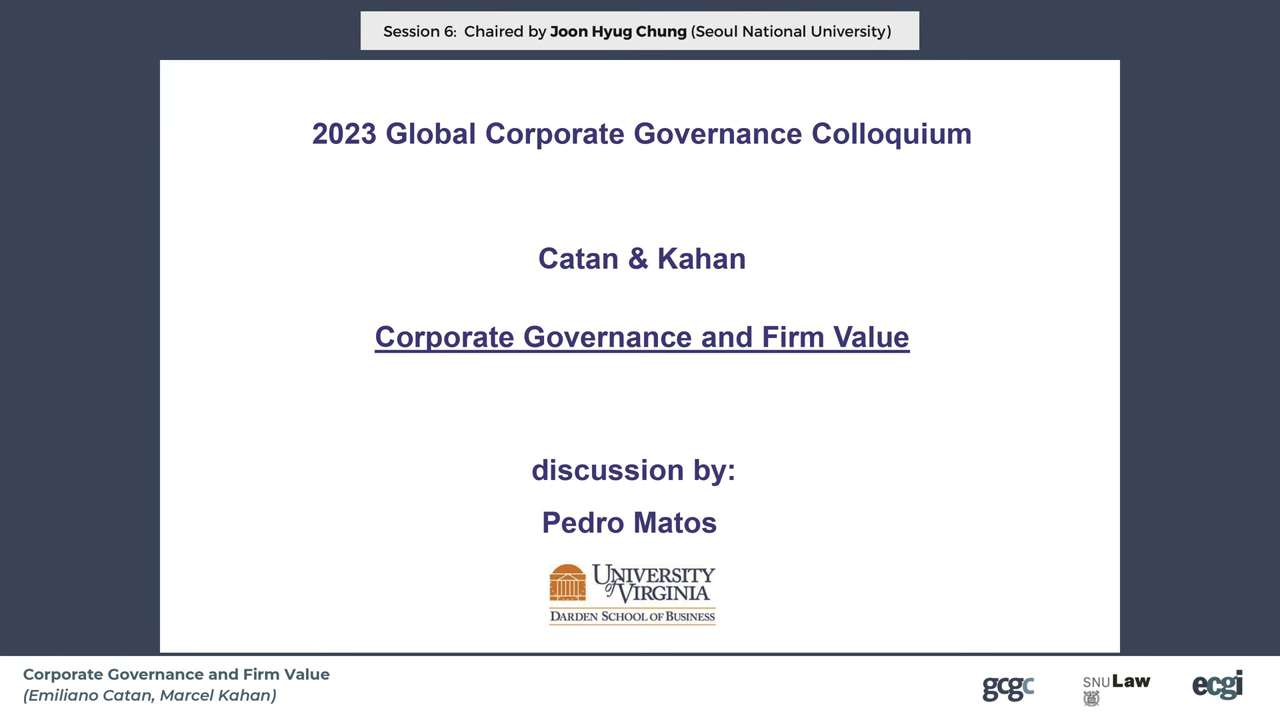 Session 6: Chaired by Joon Hyug Chung (Seoul National University)
2023 Global Corporate Governance Colloquium
Catan & Kahan
Corporate Governance and Firm Value
discussion by:
Pedro Matos
UNIVERSITY
of VIRGINIA
DARDEN SCHOOL OF BUSINESS
Corporate Governance and Firm Value
(Emiliano Catan, Marcel Kahan)
gcgc
SNU Law
ecgi